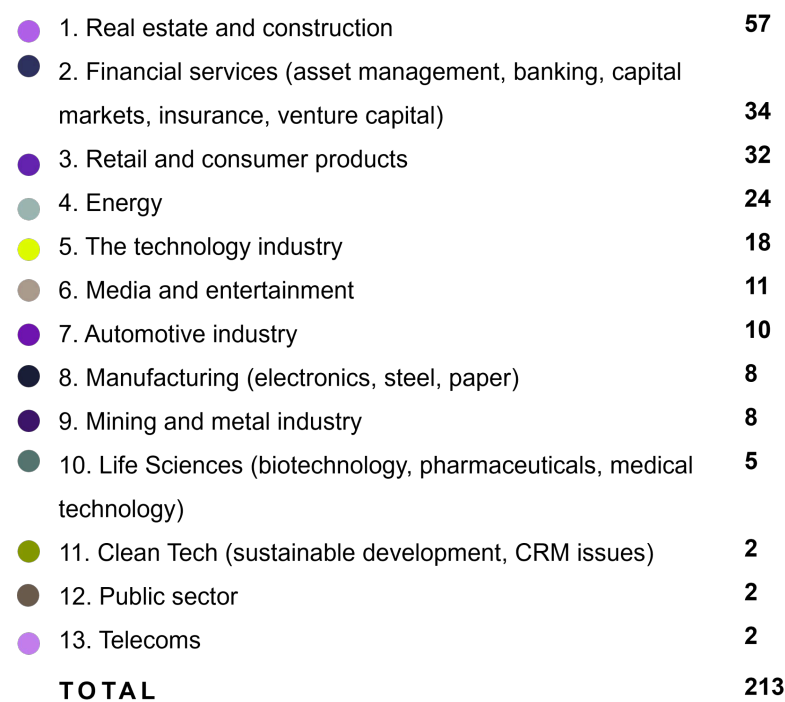 1. Real estate and construction 57
2. Financial services (asset management, banking, capital
markets, insurance, venture capital) 34
3. Retail and consumer products 32
4. Energy 24
5. The technology industry 18
6. Media and entertainment 11
7. Automotive industry 10
8. Manufacturing (electronics, steel, paper) 8
9. Mining and metal industry 8
10. Life Sciences (biotechnology, pharmaceuticals, medical 5
technology)
11. Clean Tech (sustainable development, CRM issues) 2
12. Public sector 2
13. Telecoms 2
TOTAL 213